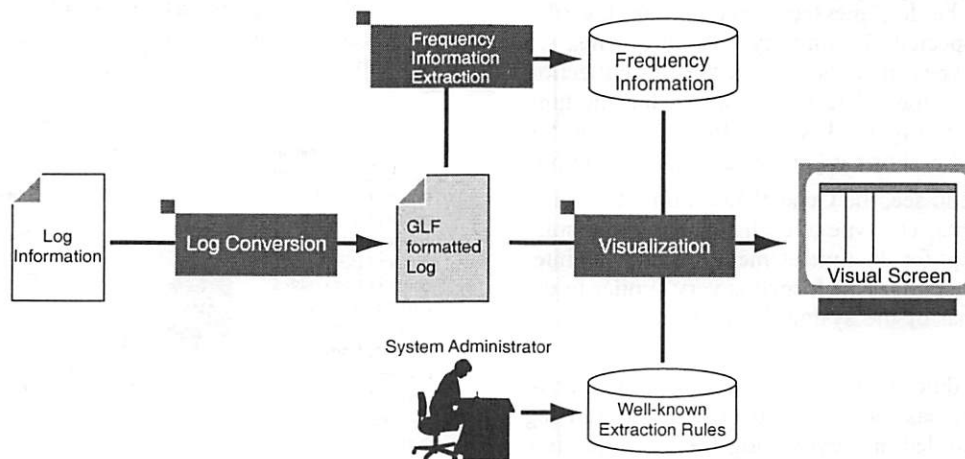 Frequency
Information
Extraction
Frequency
Information
Log
Information
Log Conversion
GLF
formatted
Log
Visualization
Visual Screen
System Administrator
Well-known
Extraction Rules